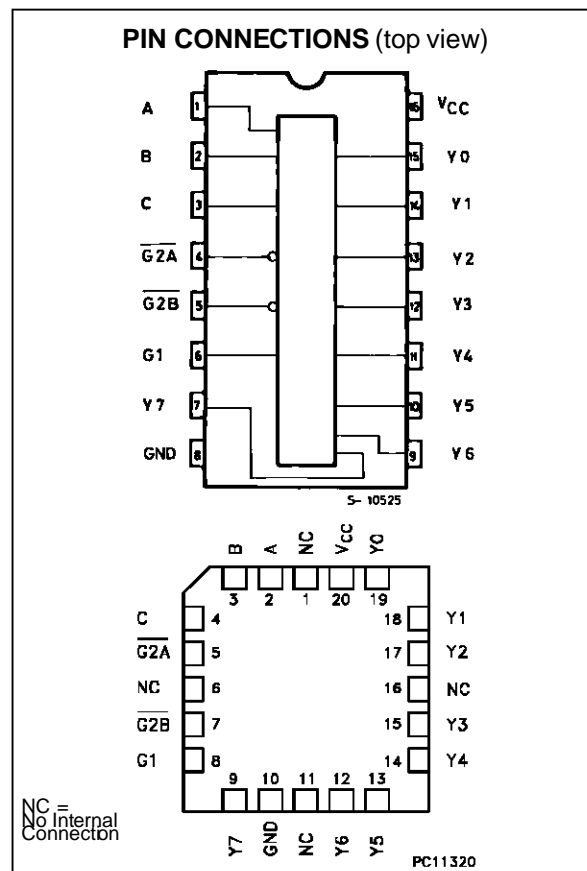 PIN CONNECTIONS (top view)
A 1 16 VCC
B 2 15 Y0
C 3 14 Y1
G2A 4 13 Y2
G2B 5 12 Y3
G1 6 11 Y4
Y7 7 10 Y5
GND 8 9 Y6
S-10525
B A NC VCC Y0
3 2 1 20 19
C 4 18 Y1
G2A 5 17 Y2
NC 6 16 NC
G2B 7 15 Y3
G1 8 14 Y4
9 10 11 12 13
Y7 GND NC Y6 Y5
NC =
No Internal
Connection
PC11320